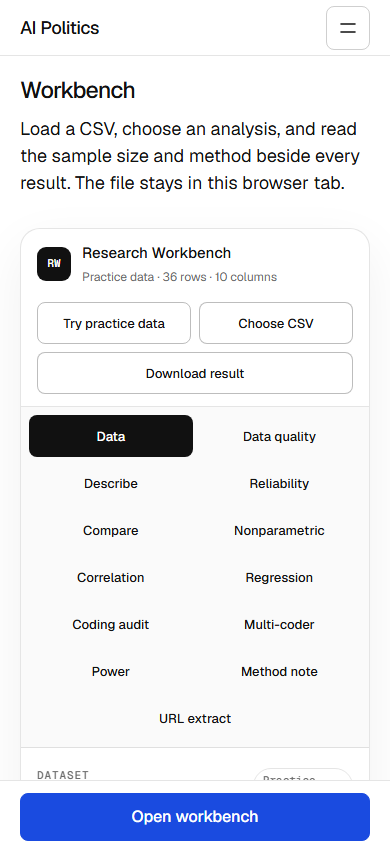 AI Politics
Workbench
Load a CSV, choose an analysis, and read
the sample size and method beside every
result. The file stays in this browser tab.
RW
Research Workbench
Practice data · 36 rows · 10 columns
Try practice data
Choose CSV
Download result
Data
Data quality
Describe
Reliability
Compare
Nonparametric
Correlation
Regression
Coding audit
Multi-coder
Power
Method note
URL extract
DATASET
Practice
Open workbench